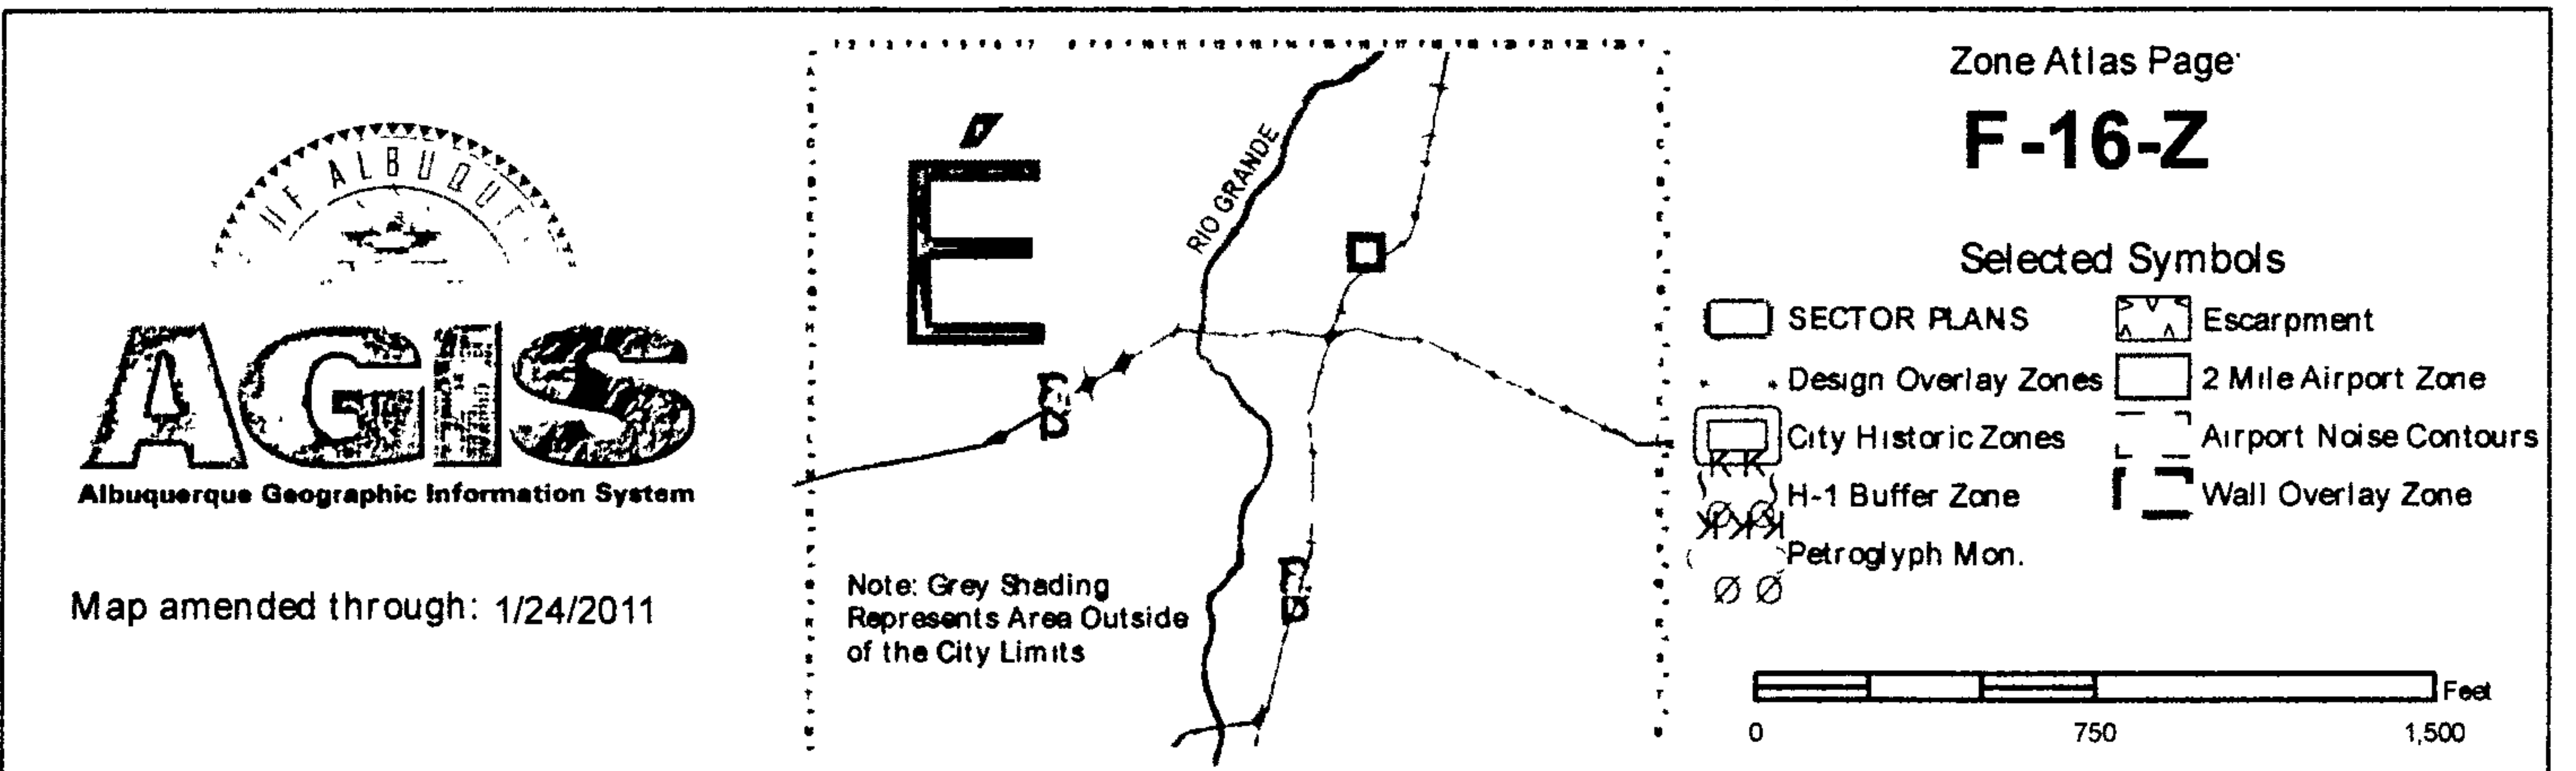 ALBUQUE
AGIS
Albuquerque Geographic Information System
Map amended through: 1/24/2011
É
RIO GRANDE
Note: Grey Shading
Represents Area Outside
of the City Limits
Zone Atlas Page
F-16-Z
Selected Symbols
SECTOR PLANS
Escarpment
Design Overlay Zones
2 Mile Airport Zone
City Historic Zones
Airport Noise Contours
H-1 Buffer Zone
Wall Overlay Zone
Petroglyph Mon.
Feet
0 750 1,500